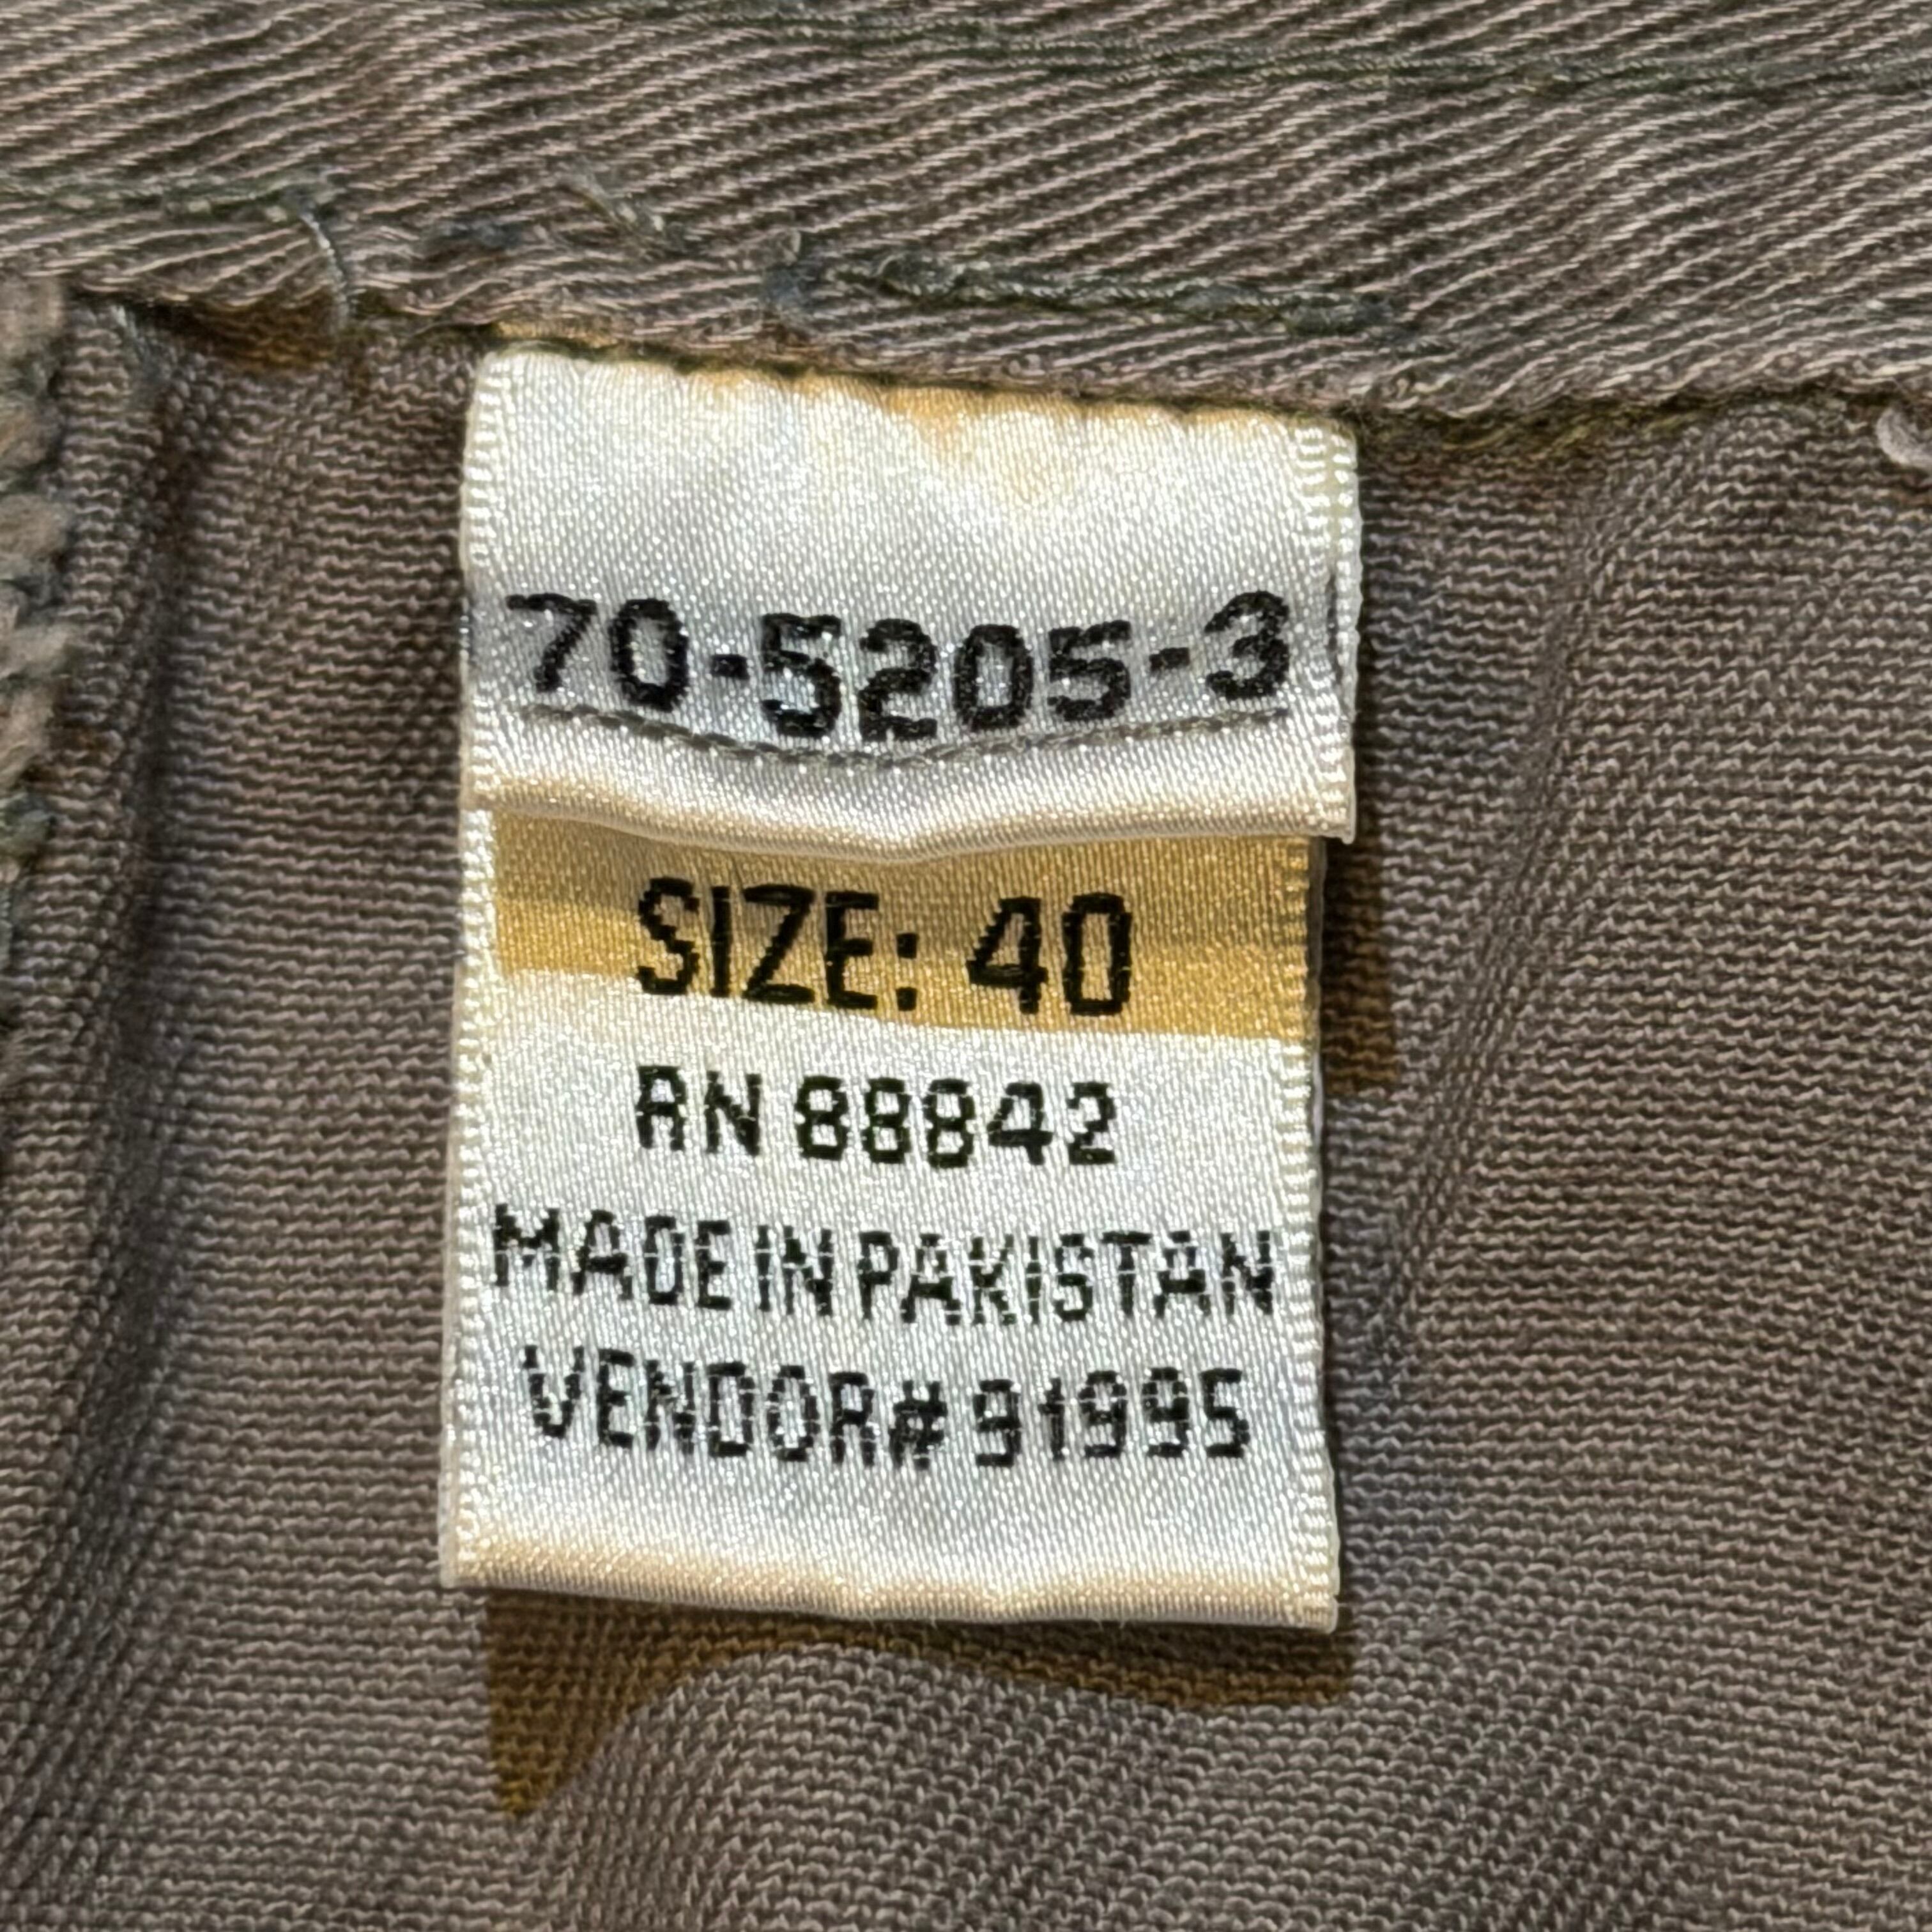 70-5205-3
SIZE: 40
RN 88842
MADE IN PAKISTAN
VENDOR# 91995